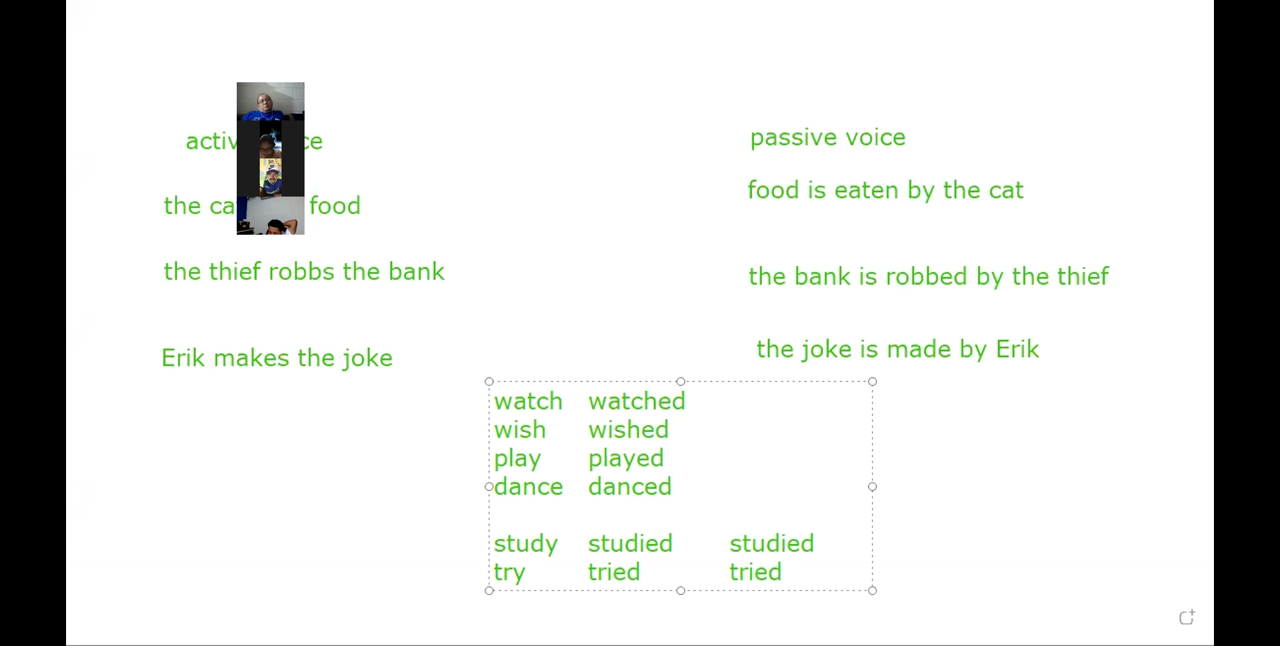 activ ce
the ca food
the thief robbs the bank
Erik makes the joke
passive voice
food is eaten by the cat
the bank is robbed by the thief
the joke is made by Erik
watch watched
wish wished
play played
dance danced
study studied studied
try tried tried